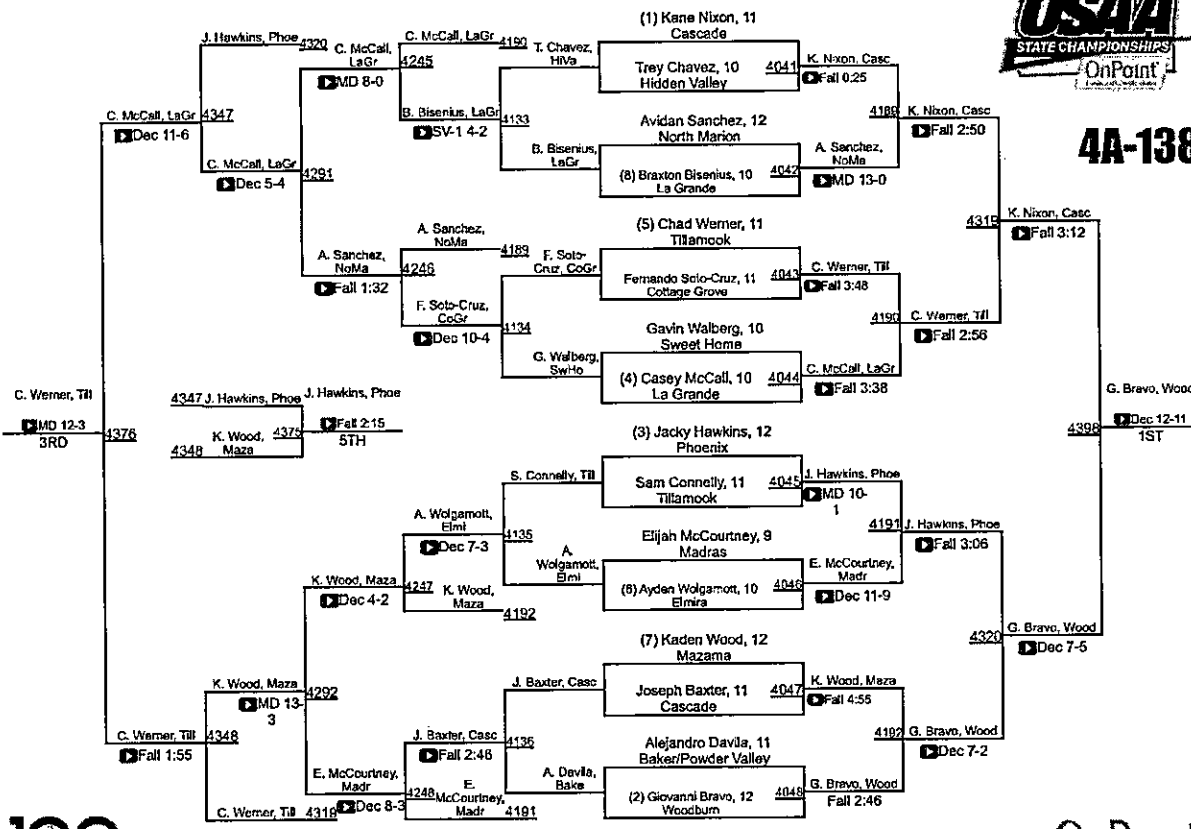 USAA
STATE CHAMPIONSHIPS
OnPoint
4A-138
(1) Kane Nixon, 11
Cascade
Trey Chavez, 10
Hidden Valley
4041
K. Nixon, Casc
Fall 0:25
Avidan Sanchez, 12
North Marion
(8) Braxton Bisenius, 10
La Grande
4042
A. Sanchez,
NoMa
MD 13-0
4189
K. Nixon, Casc
Fall 2:50
(5) Chad Werner, 11
Tillamook
Fernando Soto-Cruz, 11
Cottage Grove
4043
C. Werner, Till
Fall 3:48
Gavin Walberg, 10
Sweet Home
(4) Casey McCall, 10
La Grande
4044
C. McCall, LaGr
Fall 3:38
4190
C. Werner, Till
Fall 2:56
4319
K. Nixon, Casc
Fall 3:12
(3) Jacky Hawkins, 12
Phoenix
Sam Connelly, 11
Tillamook
4045
J. Hawkins, Phoe
MD 10-
1
Elijah McCourtney, 9
Madras
(6) Ayden Wolgamott, 10
Elmira
4046
E. McCourtney,
Madr
Dec 11-9
4191
J. Hawkins, Phoe
Fall 3:06
(7) Kaden Wood, 12
Mazama
Joseph Baxter, 11
Cascade
4047
K. Wood, Maza
Fall 4:55
Alejandro Davila, 11
Baker/Powder Valley
(2) Giovanni Bravo, 12
Woodburn
4048
G. Bravo, Wood
Fall 2:46
4192
G. Bravo, Wood
Dec 7-2
4320
G. Bravo, Wood
Dec 7-5
4398
G. Bravo, Wood
Dec 12-11
1ST
T. Chavez,
HiVa
B. Bisenius,
LaGr
4133
B. Bisenius, LaGr
SV-1 4-2
C. McCall, LaGr
4190
4245
C. McCall,
LaGr
MD 8-0
F. Soto-
Cruz, CoGr
G. Walberg,
SwHo
4134
F. Soto-Cruz,
CoGr
Dec 10-4
A. Sanchez,
NoMa
4189
4246
A. Sanchez,
NoMa
Fall 1:32
4291
C. McCall, LaGr
Dec 5-4
J. Hawkins, Phoe
4320
4347
C. McCall, LaGr
Dec 11-6
S. Connelly, Till
A.
Wolgamott,
Elmi
4135
A. Wolgamott,
Elmi
Dec 7-3
K. Wood,
Maza
4192
4247
K. Wood, Maza
Dec 4-2
J. Baxter, Casc
A. Davila,
Bake
4136
J. Baxter, Casc
Fall 2:46
E.
McCourtney,
Madr
4191
4248
E. McCourtney,
Madr
Dec 8-3
4292
K. Wood, Maza
MD 13-
3
C. Werner, Till
4319
4348
C. Werner, Till
Fall 1:55
4376
C. Werner, Till
MD 12-3
3RD
4347 J. Hawkins, Phoe
K. Wood,
Maza
4348
4375
J. Hawkins, Phoe
Fall 2:15
5TH